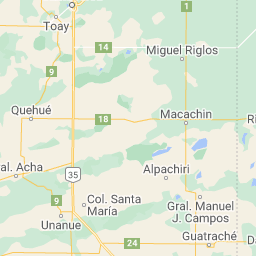 Toay
14
Miguel Riglos
1
9
Quehué
18
Macachin
Ri
al. Acha
35
Alpachiri
9
Col. Santa
María
Gral. Manuel
J. Campos
Unanue
24
Guatraché
Da